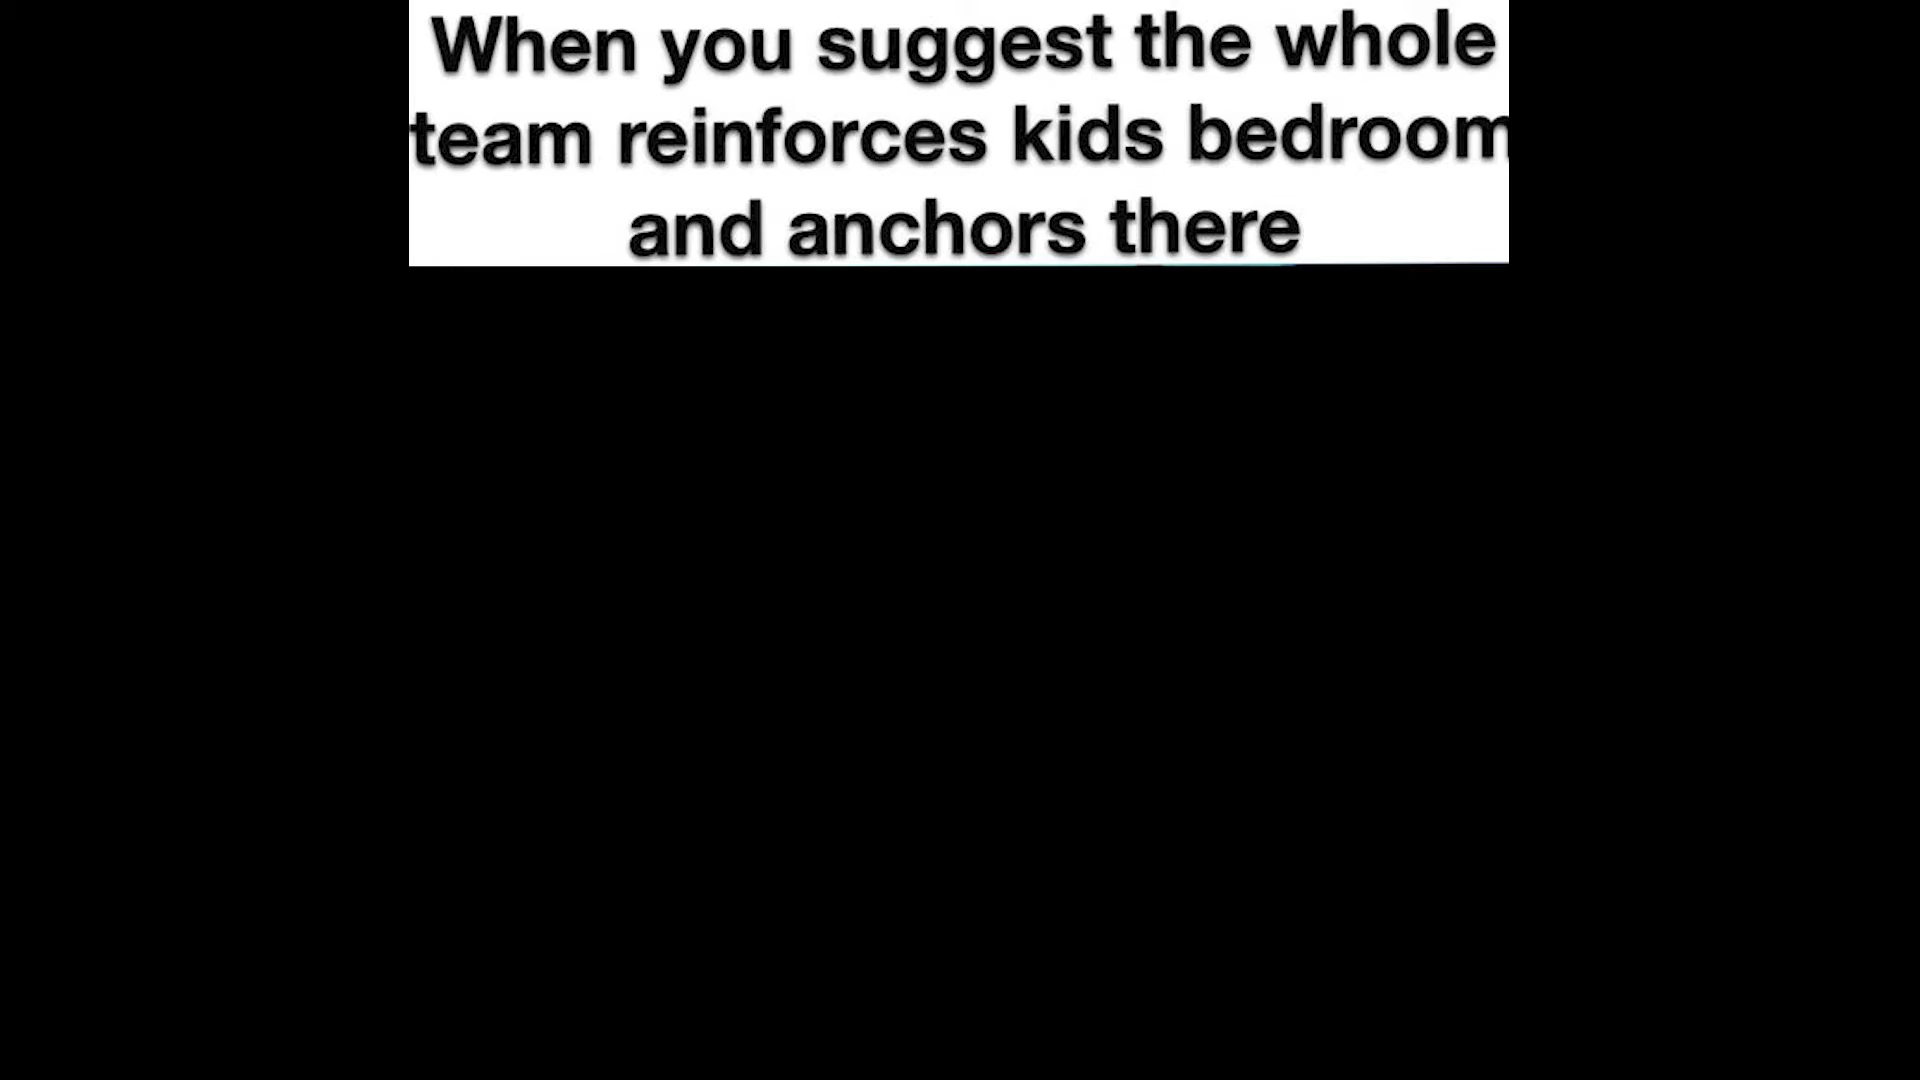 When you suggest the whole
team reinforces kids bedroom
and anchors there